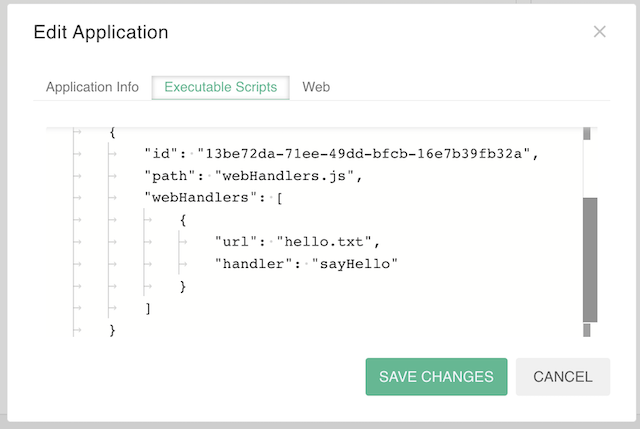 Edit Application
Application Info Executable Scripts Web
{
"id": "13be72da-71ee-49dd-bfcb-16e7b39fb32a",
"path": "webHandlers.js",
"webHandlers": [
{
"url": "hello.txt",
"handler": "sayHello"
}
]
}
SAVE CHANGES CANCEL